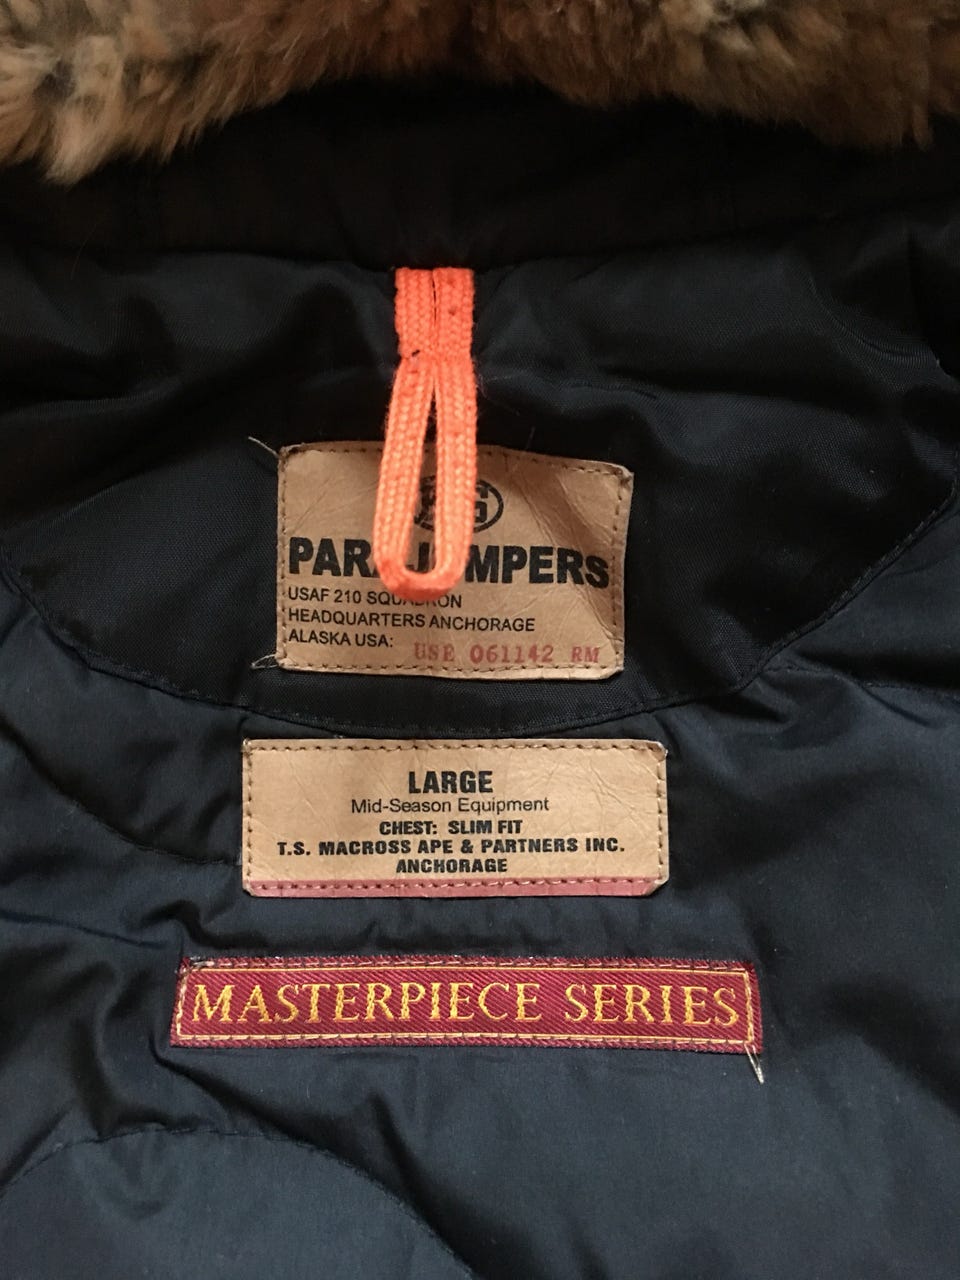 PARAJUMPERS
USAF 210 SQUADRON
HEADQUARTERS ANCHORAGE
ALASKA USA: USE 061142 RM
LARGE
Mid-Season Equipment
CHEST: SLIM FIT
T.S. MACROSS APE & PARTNERS INC.
ANCHORAGE
MASTERPIECE SERIES